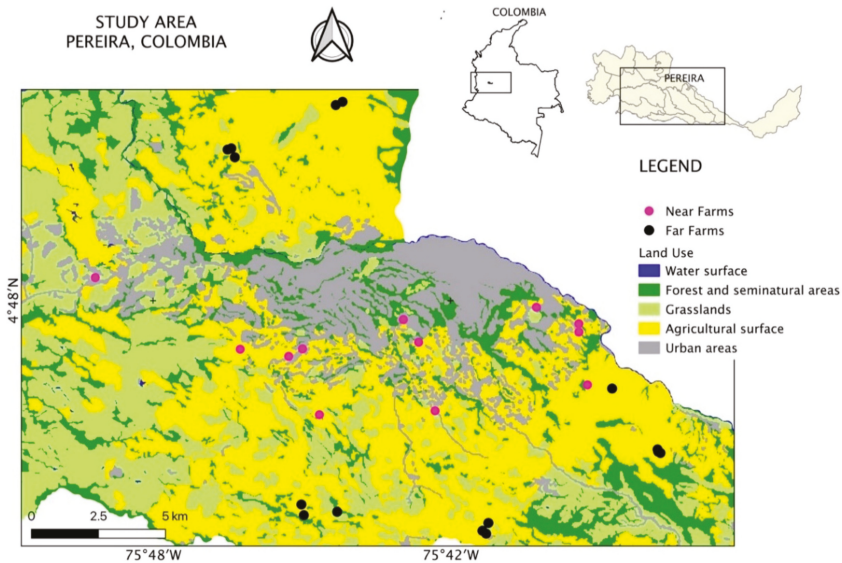 STUDY AREA
PEREIRA, COLOMBIA
COLOMBIA
PEREIRA
LEGEND
Near Farms
Far Farms
Land Use
Water surface
Forest and seminatural areas
Grasslands
Agricultural surface
Urban areas
4°48'N
0 2.5 5 km
75°48'W 75°42'W